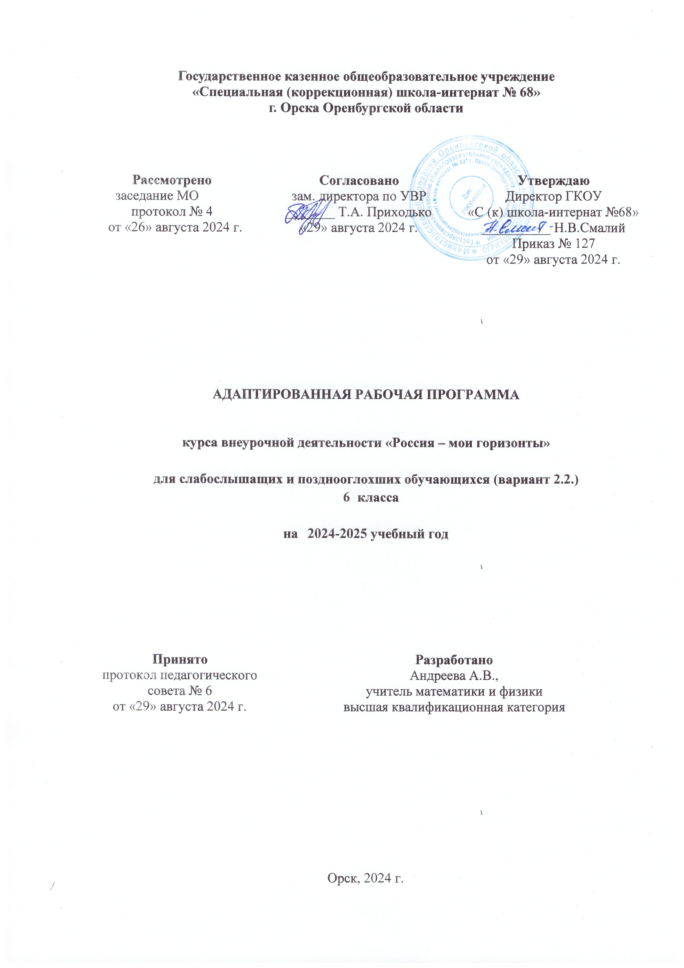 Государственное казенное общеобразовательное учреждение
«Специальная (коррекционная) школа-интернат № 68»
г. Орска Оренбургской области
Рассмотрено
заседание МО
протокол № 4
от «26» августа 2024 г.
Согласовано
зам. директора по УВР
Т.А. Приходько
«29» августа 2024 г.
Утверждаю
Директор ГКОУ
«С (к) школа-интернат №68»
Н.В.Смалий
Приказ № 127
от «29» августа 2024 г.
АДАПТИРОВАННАЯ РАБОЧАЯ ПРОГРАММА
курса внеурочной деятельности «Россия – мои горизонты»
для слабослышащих и позднооглохших обучающихся (вариант 2.2.)
6 класса
на 2024-2025 учебный год
Принято
протокол педагогического
совета № 6
от «29» августа 2024 г.
Разработано
Андреева А.В.,
учитель математики и физики
высшая квалификационная категория
Орск, 2024 г.